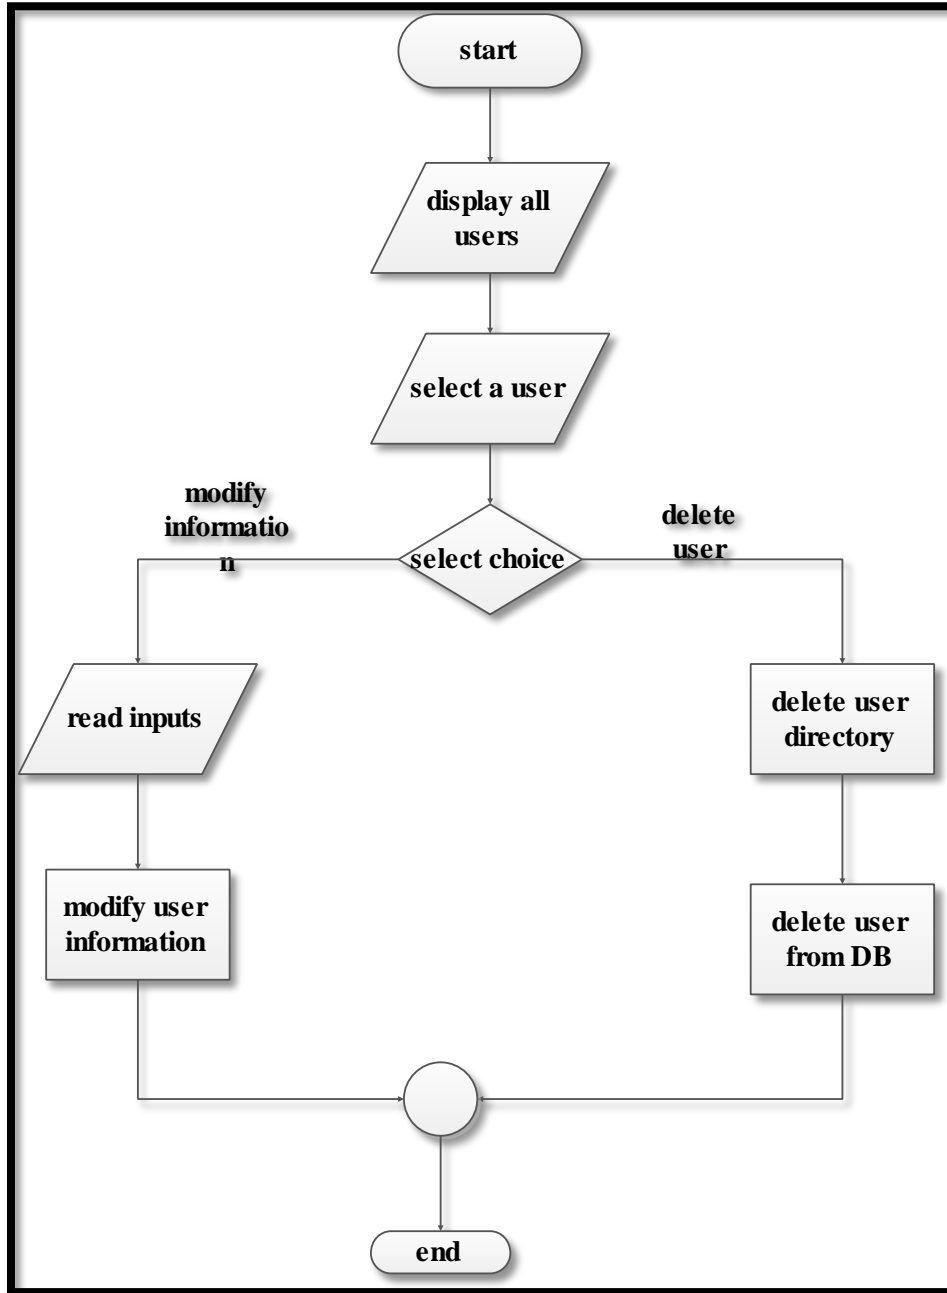 start
display all
users
select a user
modify
informatio
n
select choice
delete
user
read inputs
delete user
directory
modify user
information
delete user
from DB
end